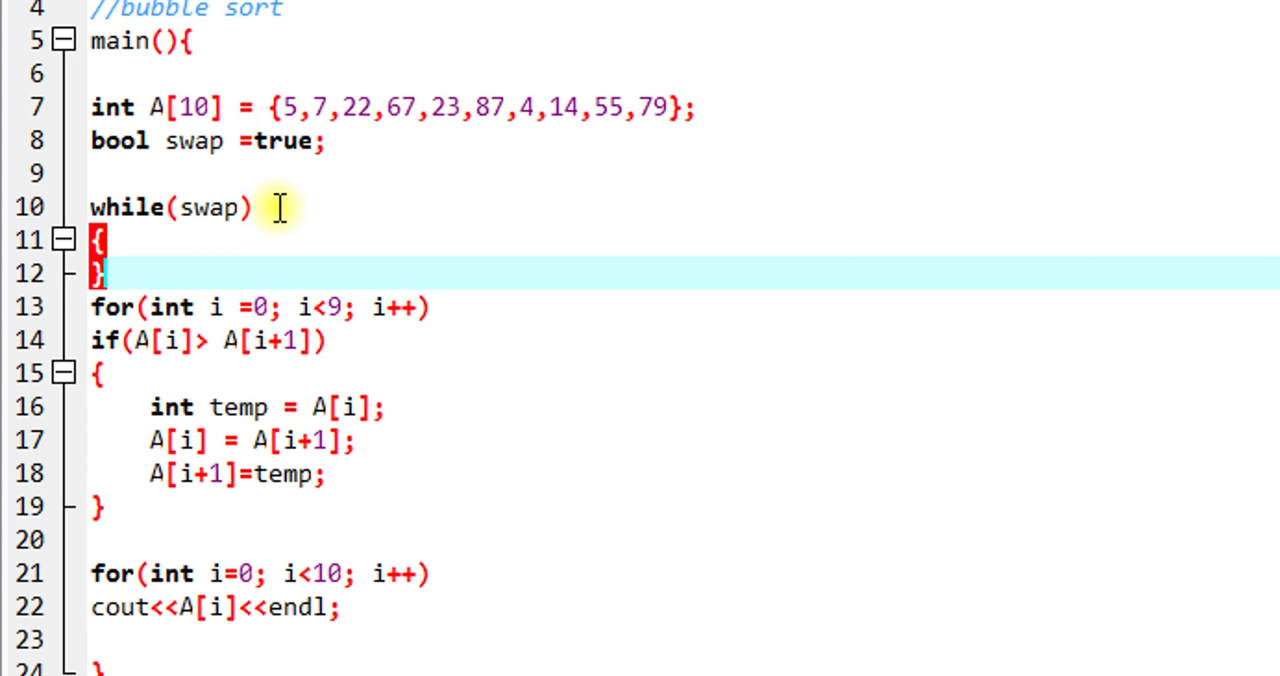 4 //bubble sort
5 main(){
6
7 int A[10] = {5,7,22,67,23,87,4,14,55,79};
8 bool swap =true;
9
10 while(swap)
11 {
12 }
13 for(int i =0; i<9; i++)
14 if(A[i]> A[i+1])
15 {
16 int temp = A[i];
17 A[i] = A[i+1];
18 A[i+1]=temp;
19 }
20
21 for(int i=0; i<10; i++)
22 cout<<A[i]<<endl;
23
24 }